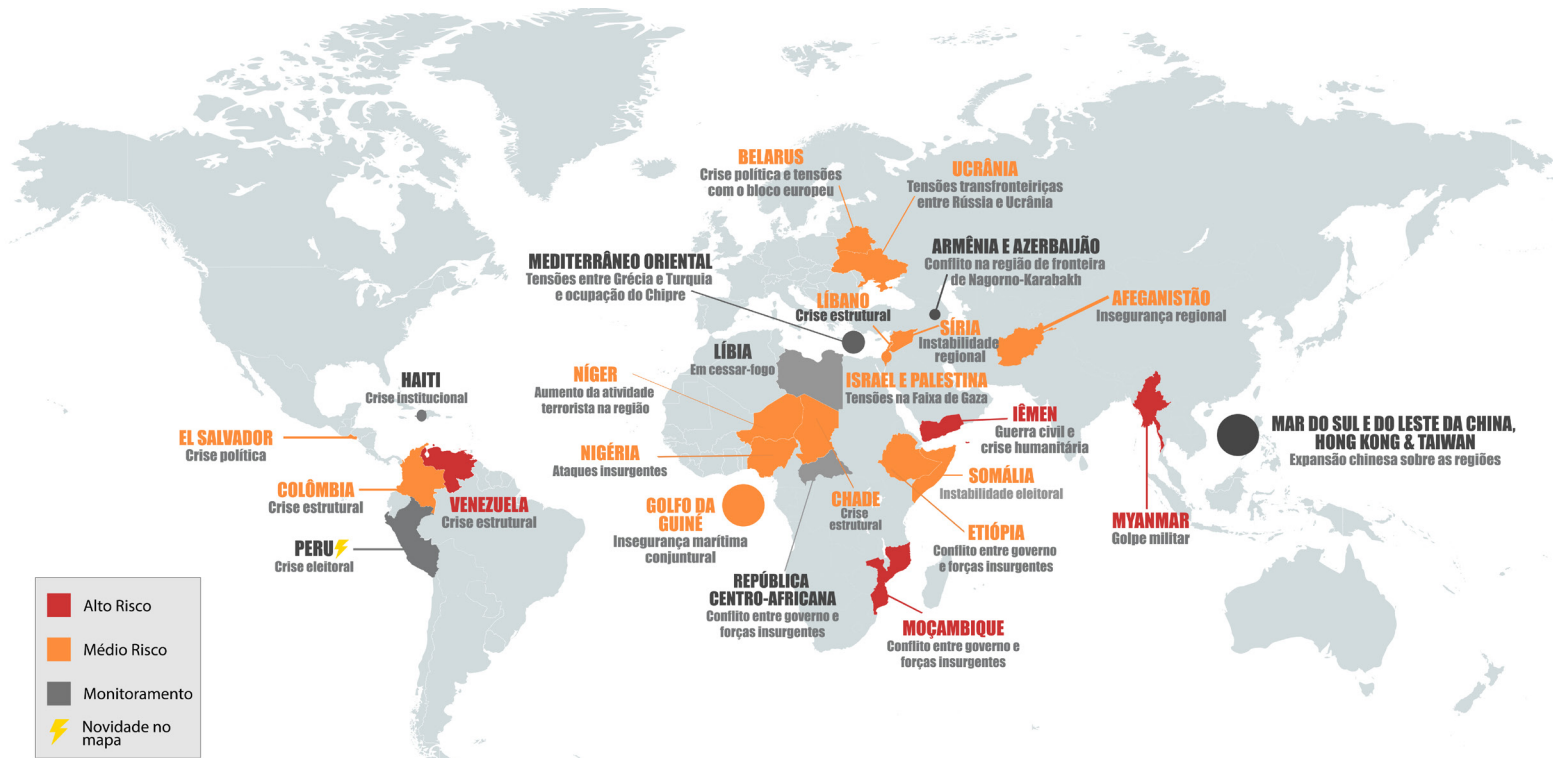 BELARUS
Crise política e tensões
com o bloco europeu
UCRÂNIA
Tensões transfronteiriças
entre Rússia e Ucrânia
MEDITERRÂNEO ORIENTAL
Tensões entre Grécia e Turquia
e ocupação do Chipre
ARMÊNIA E AZERBAIJÃO
Conflito na região de fronteira
de Nagorno-Karabakh
LÍBANO
Crise estrutural
AFEGANISTÃO
Insegurança regional
SÍRIA
Instabilidade
regional
LÍBIA
Em cessar-fogo
ISRAEL E PALESTINA
Tensões na Faixa de Gaza
NÍGER
Aumento da atividade
terrorista na região
HAITI
Crise institucional
IÊMEN
Guerra civil e
crise humanitária
MAR DO SUL E DO LESTE DA CHINA,
HONG KONG & TAIWAN
Expansão chinesa sobre as regiões
EL SALVADOR
Crise política
NIGÉRIA
Ataques insurgentes
SOMÁLIA
Instabilidade eleitoral
COLÔMBIA
Crise estrutural
VENEZUELA
Crise estrutural
GOLFO DA
GUINÉ
Insegurança marítima
conjuntural
CHADE
Crise
estrutural
MYANMAR
Golpe militar
ETIÓPIA
Conflito entre governo
e forças insurgentes
PERU
Crise eleitoral
REPÚBLICA
CENTRO-AFRICANA
Conflito entre governo e
forças insurgentes
MOÇAMBIQUE
Conflito entre governo e
forças insurgentes
Alto Risco
Médio Risco
Monitoramento
Novidade no
mapa